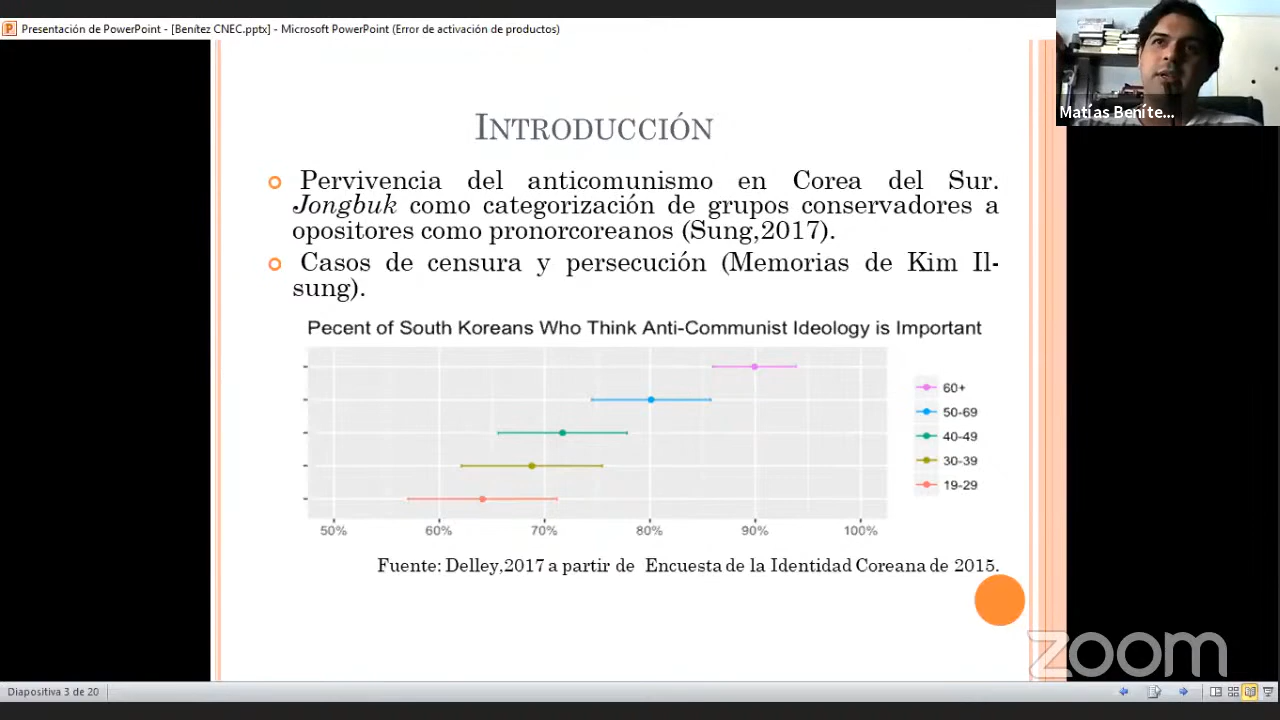 Presentación de PowerPoint - [Benítez CNEC.pptx] - Microsoft PowerPoint (Error de activación de productos)
Matías Beníte...
INTRODUCCIÓN
Pervivencia del anticomunismo en Corea del Sur.
Jongbuk como categorización de grupos conservadores a
opositores como pronorcoreanos (Sung,2017).
Casos de censura y persecución (Memorias de Kim Il-
sung).
Pecent of South Koreans Who Think Anti-Communist Ideology is Important
60+
50-69
40-49
30-39
19-29
50% 60% 70% 80% 90% 100%
Fuente: Delley,2017 a partir de Encuesta de la Identidad Coreana de 2015.
zoom
Diapositiva 3 de 20